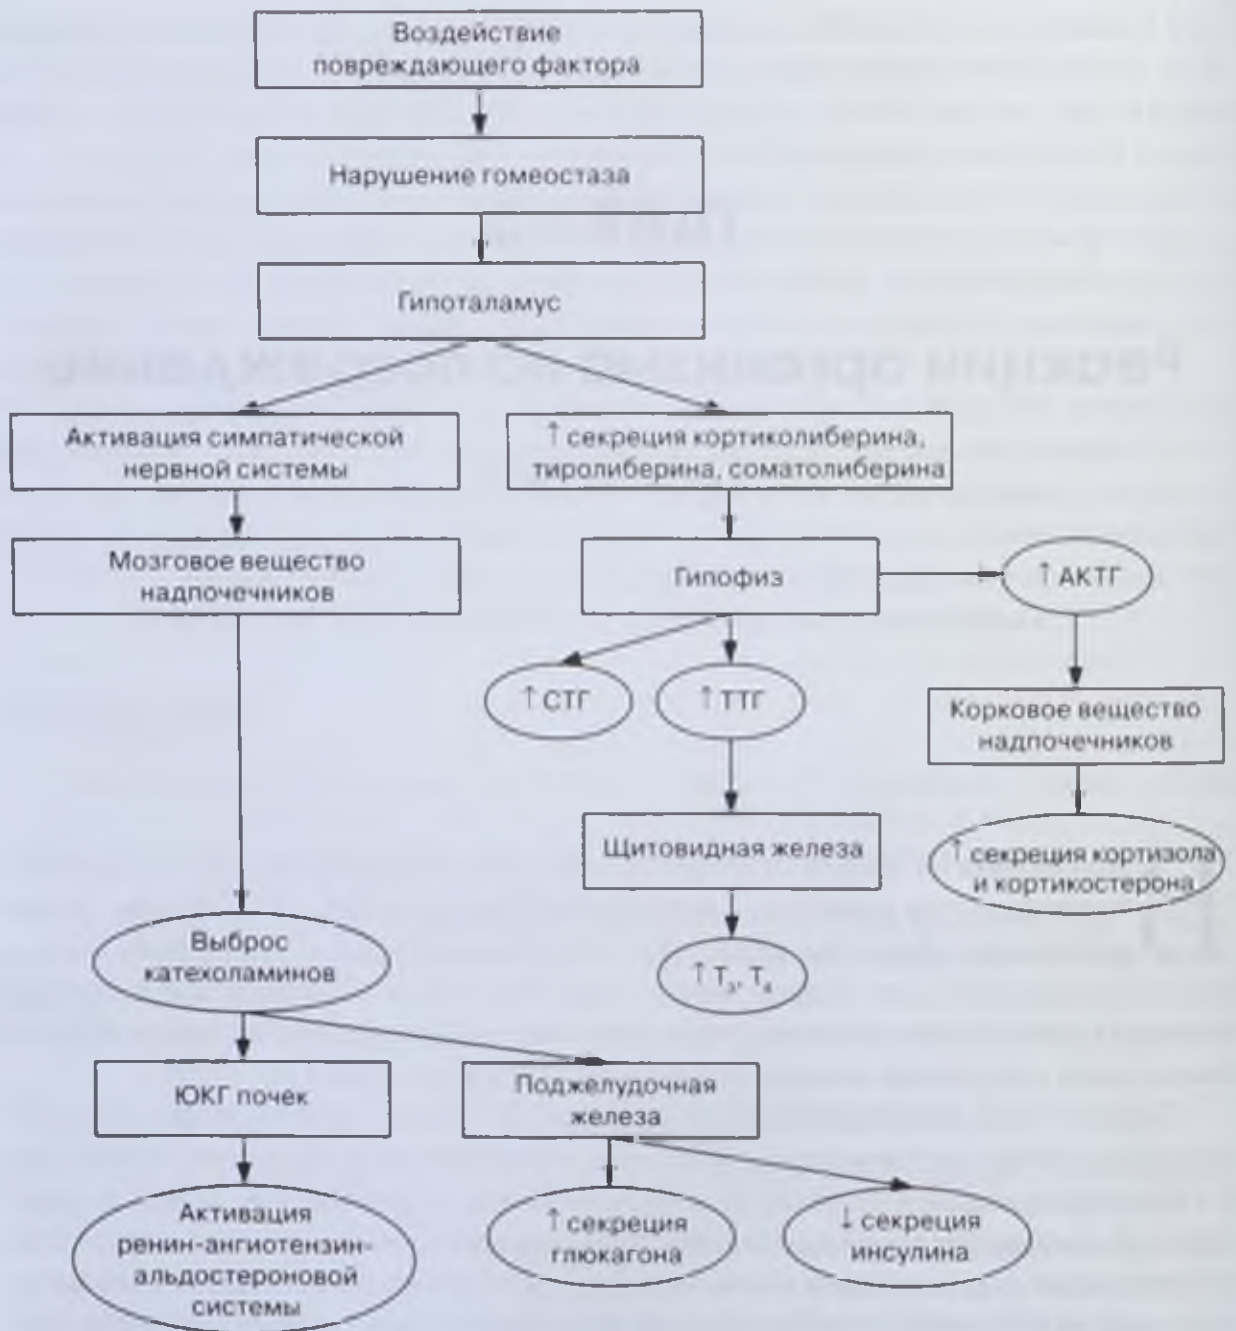 Воздействие
повреждающего фактора
Нарушение гомеостаза
Гипоталамус
Активация симпатической
нервной системы
↑ секреция кортиколиберина,
тиролиберина, соматолиберина
Мозговое вещество
надпочечников
Гипофиз
↑ АКТГ
↑ СТГ
↑ ТТГ
Корковое вещество
надпочечников
Щитовидная железа
↑ секреция кортизола
и кортикостерона
Выброс
катехоламинов
↑ T₃, T₄
ЮКГ почек
Поджелудочная
железа
Активация
ренин-ангиотензин-
альдостероновой
системы
↑ секреция
глюкагона
↓ секреция
инсулина